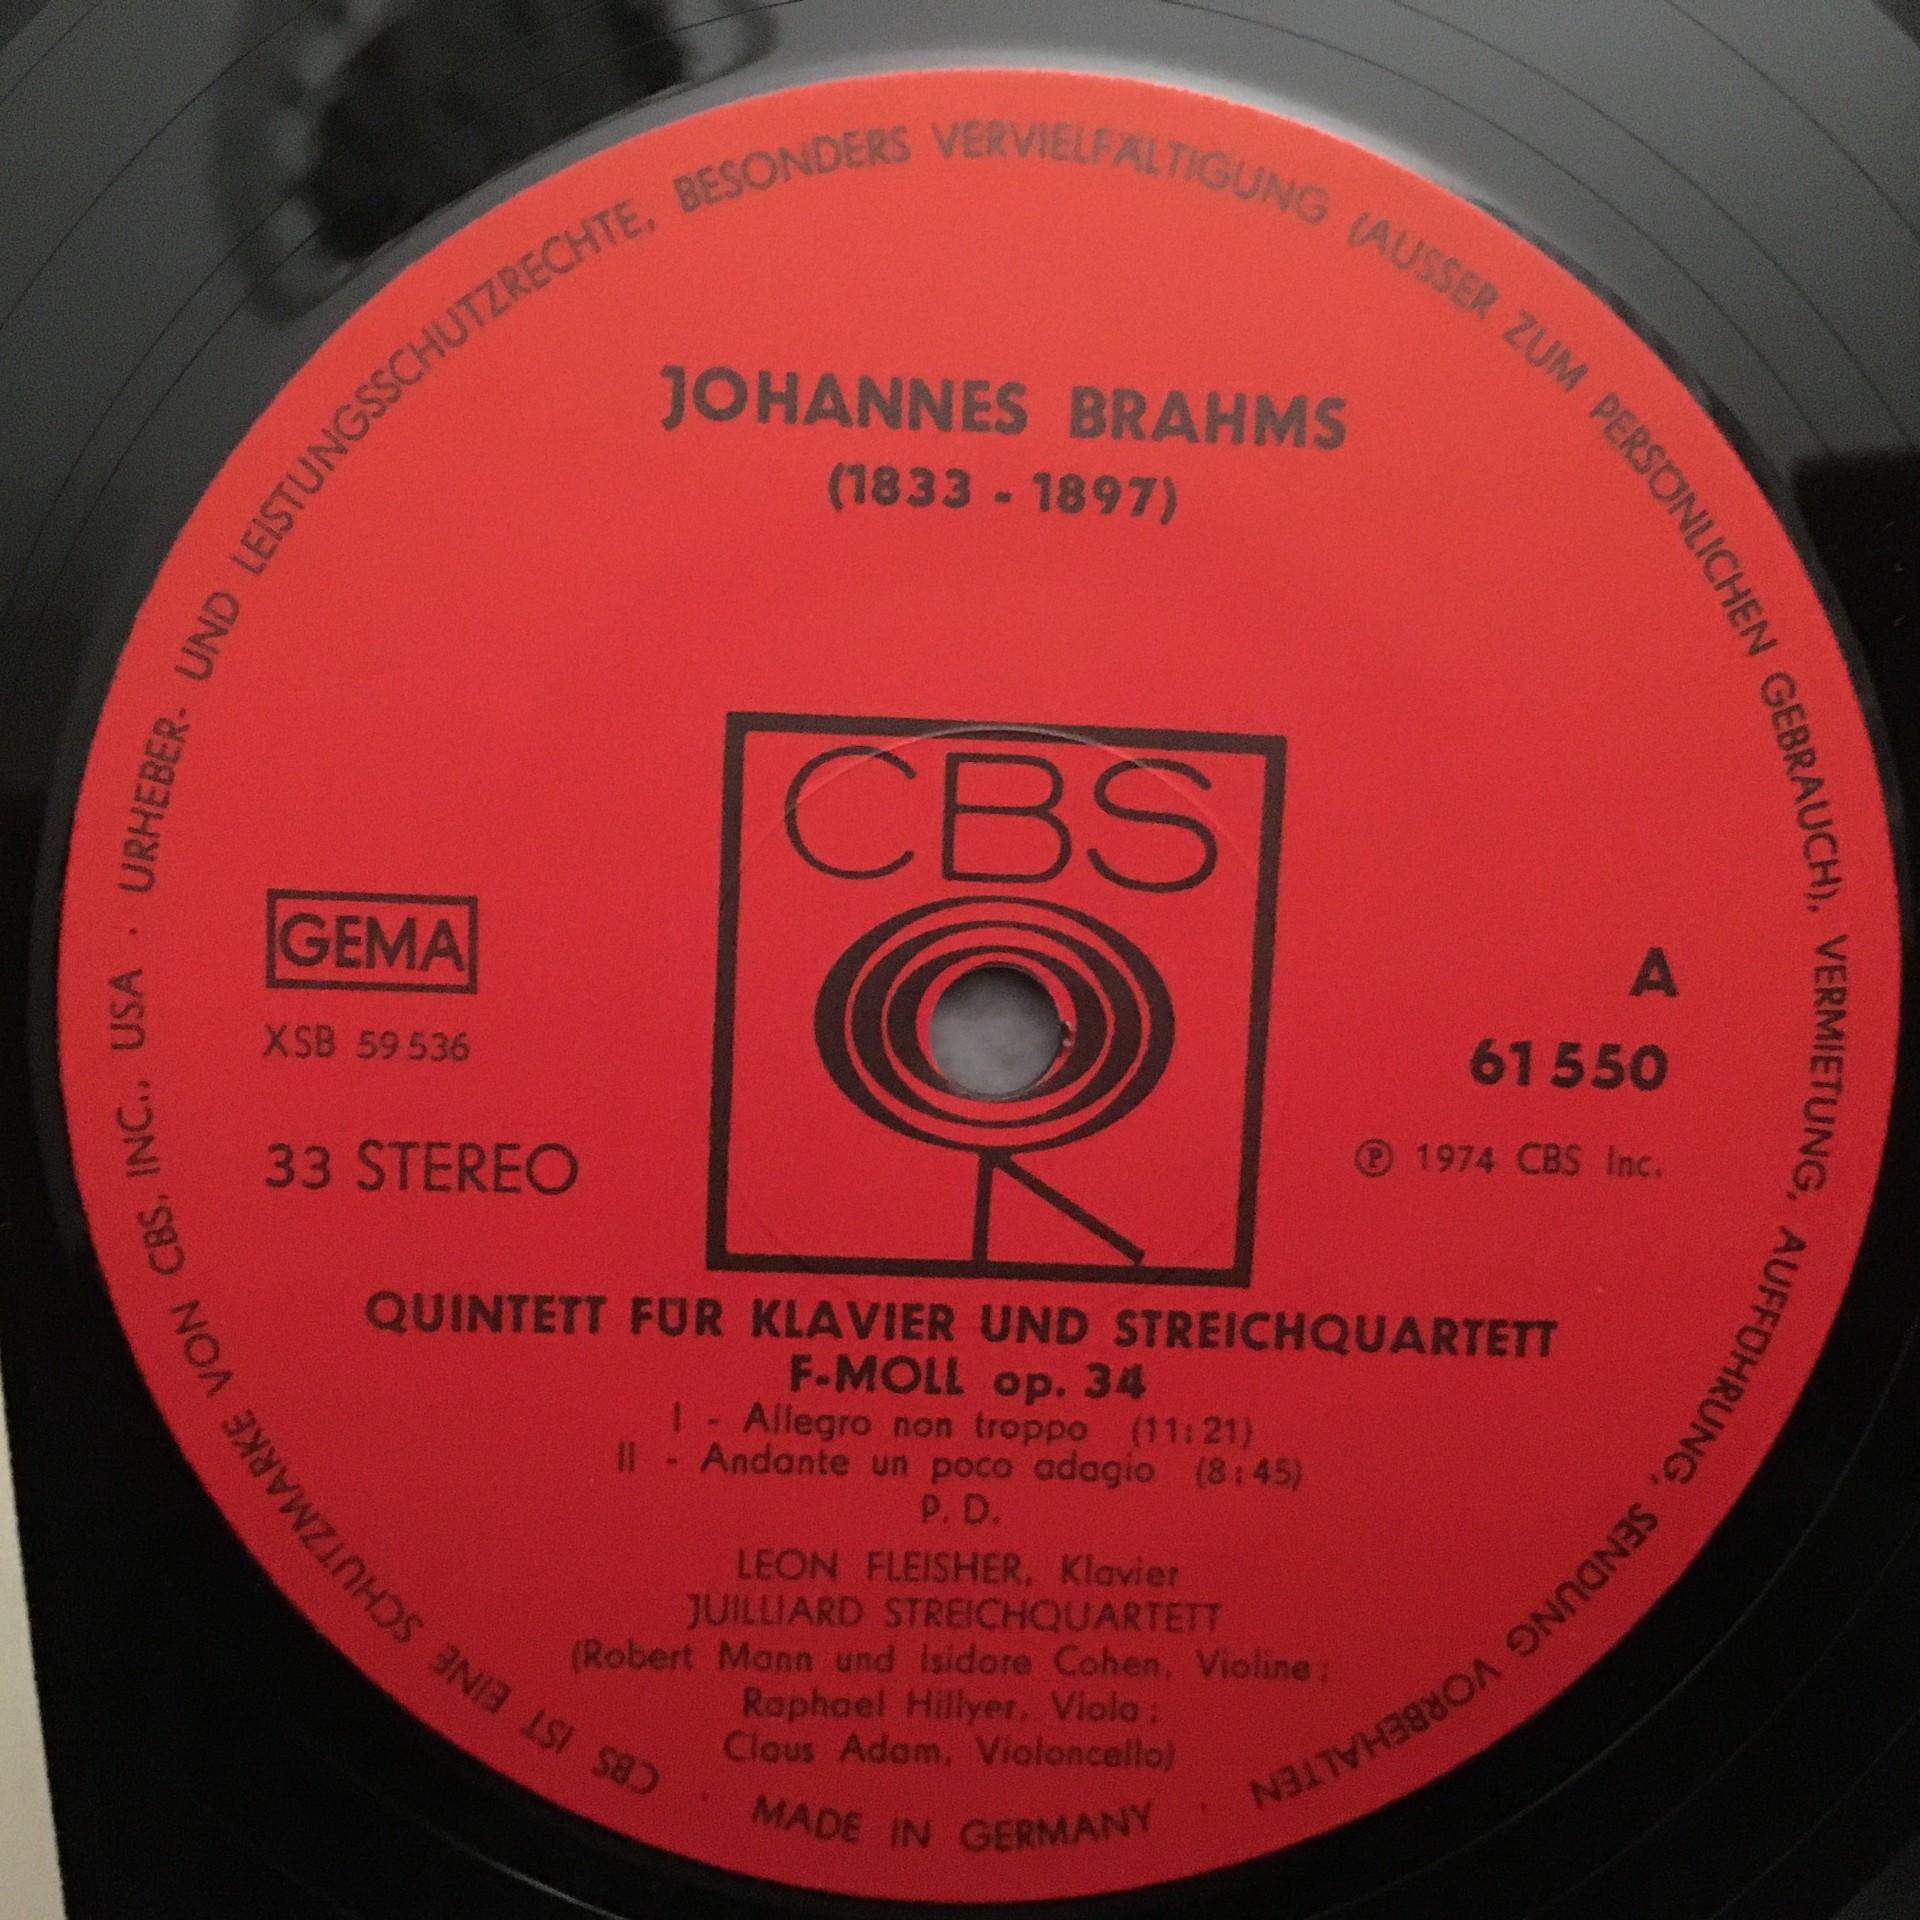 JOHANNES BRAHMS
(1833 - 1897)
CBS
GEMA
XSB 59 536
33 STEREO
A
61 550
℗ 1974 CBS Inc.
QUINTETT FÜR KLAVIER UND STREICHQUARTETT
F-MOLL op. 34
I - Allegro non troppo (11:21)
II - Andante un poco adagio (8:45)
P. D.
LEON FLEISHER, Klavier
JUILLIARD STREICHQUARTETT
(Robert Mann und Isidore Cohen, Violine;
Raphael Hillyer, Viola;
Claus Adam, Violoncello)
CBS IST EINE SCHUTZMARKE VON CBS, INC., USA · URHEBER- UND LEISTUNGSSCHUTZRECHTE, BESONDERS VERVIELFÄLTIGUNG (AUSSER ZUM PERSÖNLICHEN GEBRAUCH), VERMIETUNG, AUFFÜHRUNG, SENDUNG VORBEHALTEN ·
MADE IN GERMANY ·